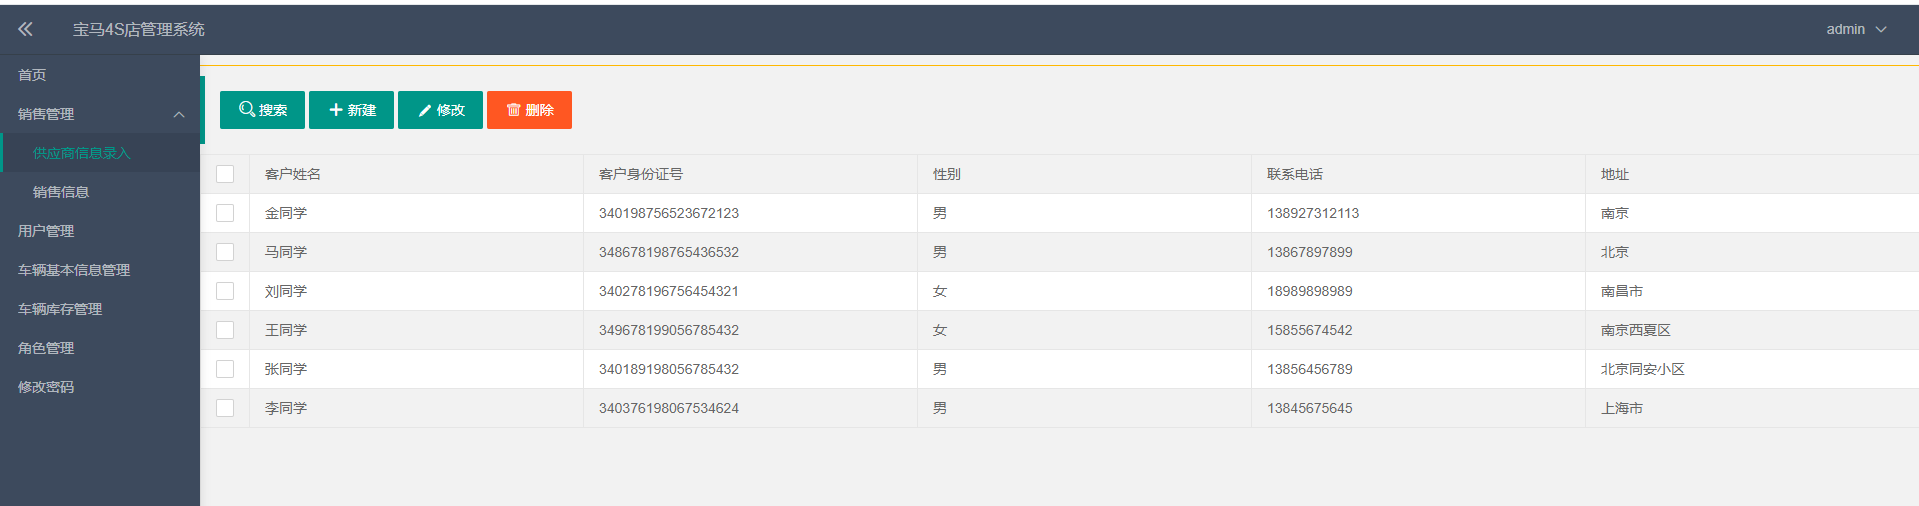 宝马4S店管理系统 admin
首页
销售管理
供应商信息录入
销售信息
用户管理
车辆基本信息管理
车辆库存管理
角色管理
修改密码
搜索 新建 修改 删除
客户姓名 客户身份证号 性别 联系电话 地址
金同学 340198756523672123 男 138927312113 南京
马同学 348678198765436532 男 13867897899 北京
刘同学 340278196756454321 女 18989898989 南昌市
王同学 349678199056785432 女 15855674542 南京西夏区
张同学 340189198056785432 男 13856456789 北京同安小区
李同学 340376198067534624 男 13845675645 上海市